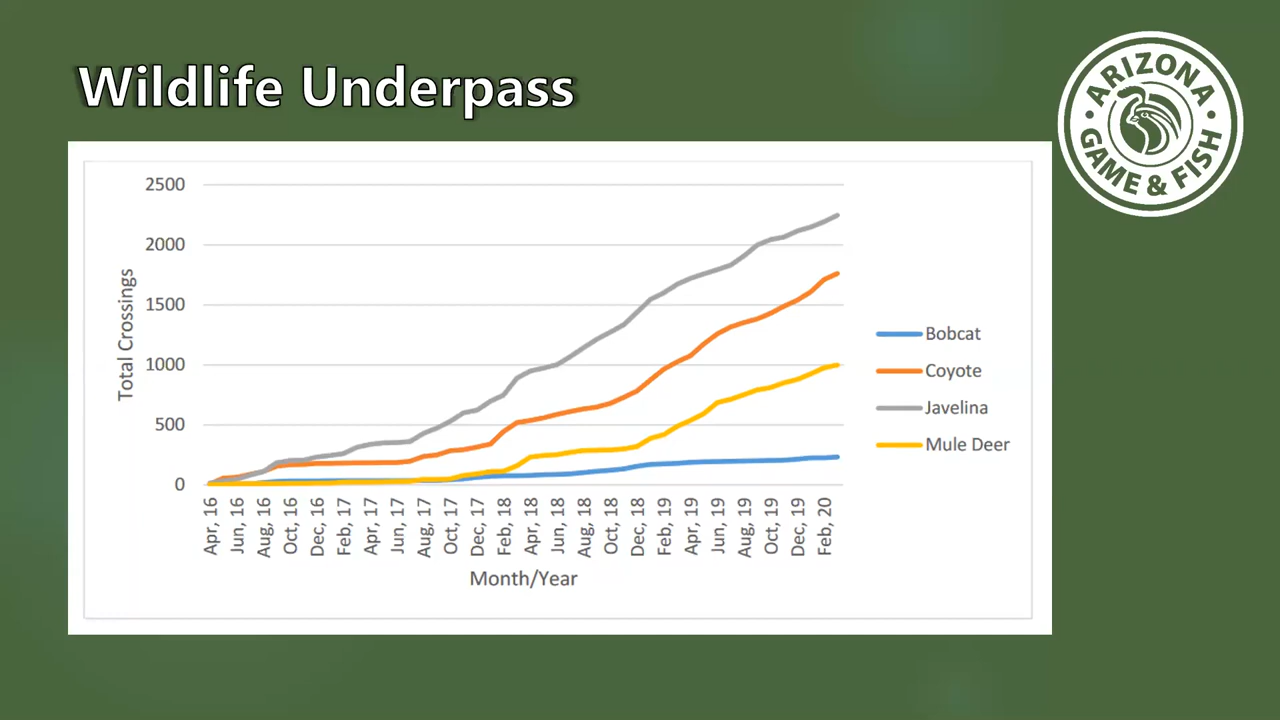 Wildlife Underpass
ARIZONA
GAME & FISH
2500
2000
1500
1000
500
0
Total Crossings
Apr, 16
Jun, 16
Aug, 16
Oct, 16
Dec, 16
Feb, 17
Apr, 17
Jun, 17
Aug, 17
Oct, 17
Dec, 17
Feb, 18
Apr, 18
Jun, 18
Aug, 18
Oct, 18
Dec, 18
Feb, 19
Apr, 19
Jun, 19
Aug, 19
Oct, 19
Dec, 19
Feb, 20
Month/Year
Bobcat
Coyote
Javelina
Mule Deer